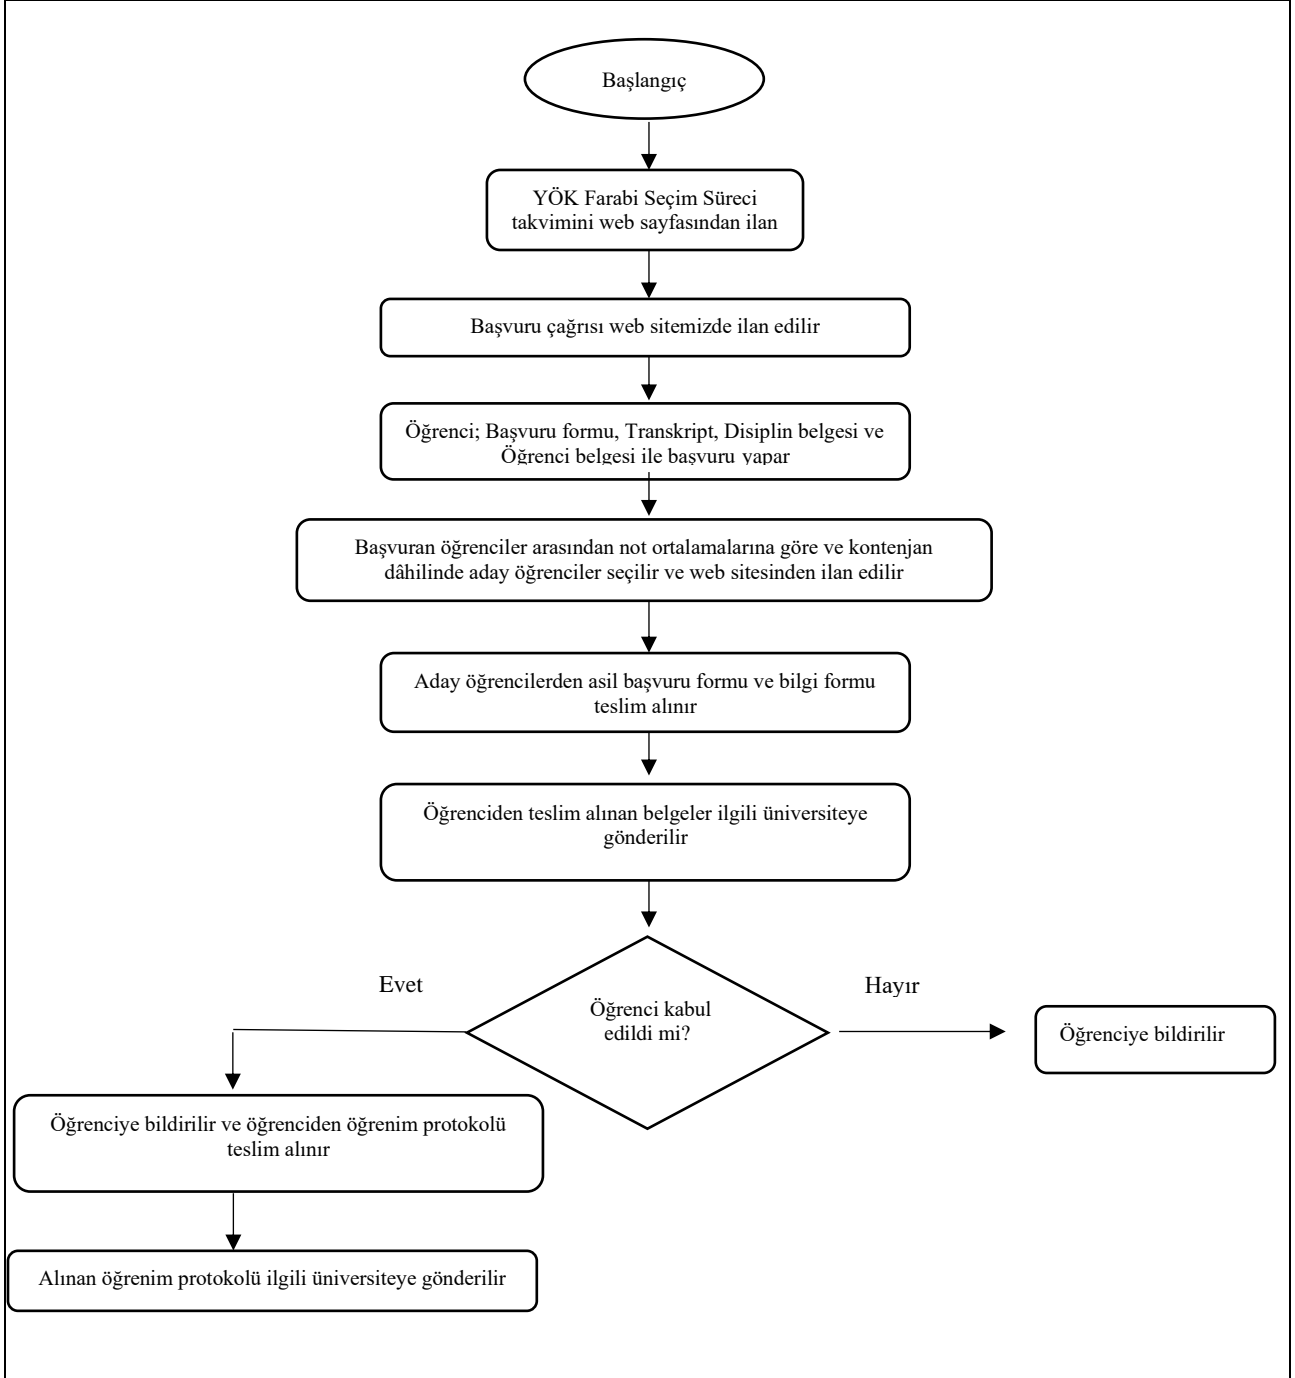 Başlangıç
YÖK Farabi Seçim Süreci
takvimini web sayfasından ilan
Başvuru çağrısı web sitemizde ilan edilir
Öğrenci; Başvuru formu, Transkript, Disiplin belgesi ve
Öğrenci belgesi ile başvuru yapar
Başvuran öğrenciler arasından not ortalamalarına göre ve kontenjan
dâhilinde aday öğrenciler seçilir ve web sitesinden ilan edilir
Aday öğrencilerden asil başvuru formu ve bilgi formu
teslim alınır
Öğrenciden teslim alınan belgeler ilgili üniversiteye
gönderilir
Evet
Hayır
Öğrenci kabul
edildi mi?
Öğrenciye bildirilir
Öğrenciye bildirilir ve öğrenciden öğrenim protokolü
teslim alınır
Alınan öğrenim protokolü ilgili üniversiteye gönderilir